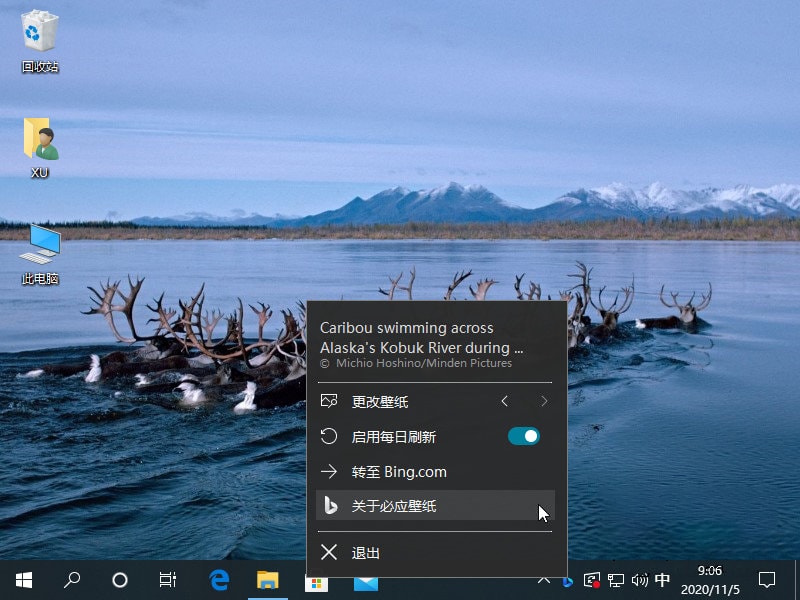 回收站
XU
此电脑
Caribou swimming across
Alaska's Kobuk River during ...
© Michio Hoshino/Minden Pictures
更改壁纸
启用每日刷新
转至 Bing.com
关于必应壁纸
退出
中
9:06
2020/11/5